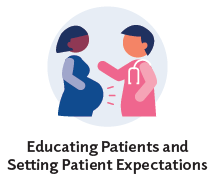 Educating Patients and
Setting Patient Expectations